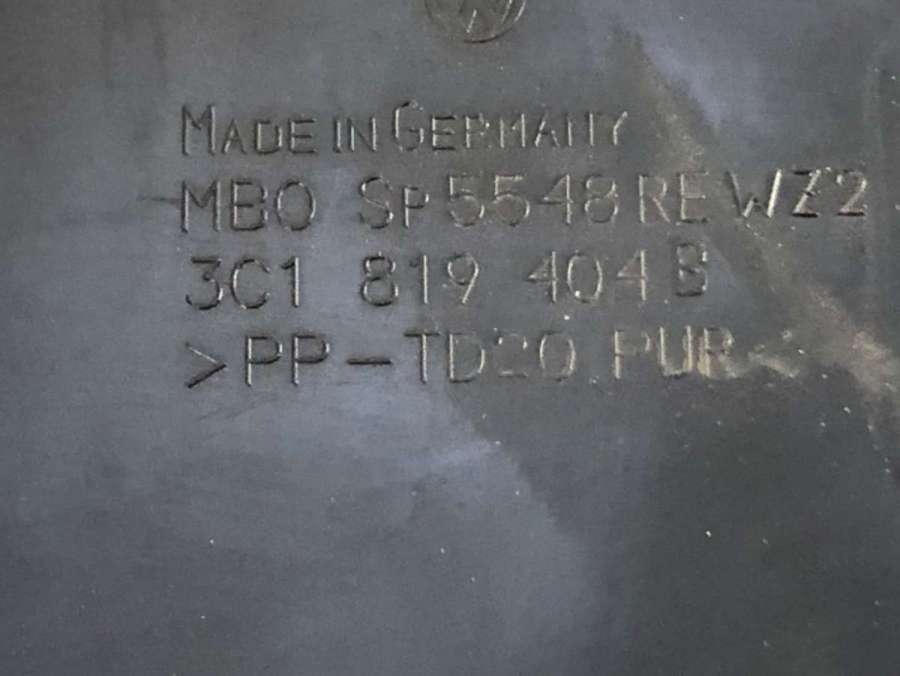 MADE IN GERMANY
MBO SP 5548 RE WZ2
3C1 819 404 B
>PP-TD20 PUR<